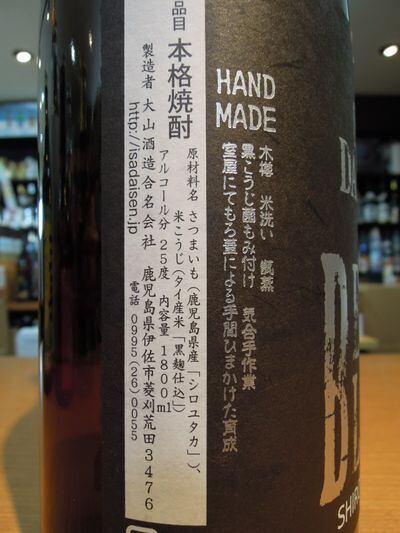 HAND
MADE
木樽 米洗い 甑蒸
黒こうじ菌もみ付け 契合手作業
室屋にてもろ蓋による手間ひまかけた育成
品目 本格焼酎
原材料名 さつまいも(鹿児島県産「シロユタカ」)、
米こうじ(タイ産米「黒麹仕込」)
アルコール分 25度 内容量 1800ml
製造者 大山酒造合名会社 鹿児島県伊佐市菱刈荒田3476
http://isadaisen.jp 電話 0995(26)0055